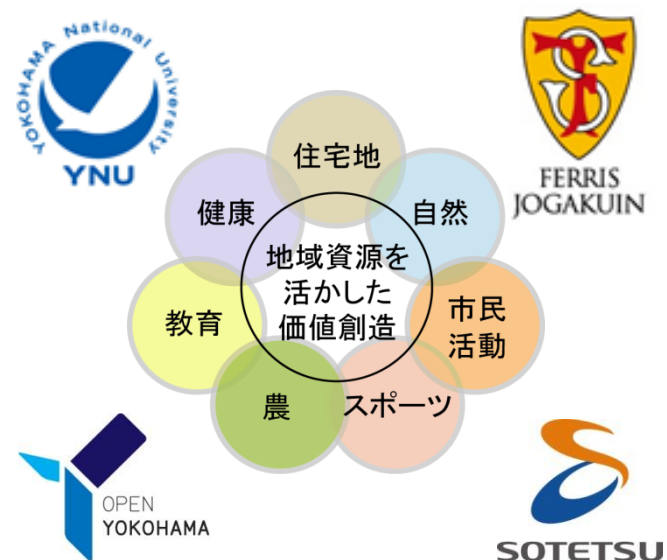 YOKOHAMA National University
YNU
FERRIS
JOGAKUIN
住宅地
健康
自然
地域資源を
活かした
価値創造
教育
市民
活動
農
スポーツ
OPEN
YOKOHAMA
SOTETSU